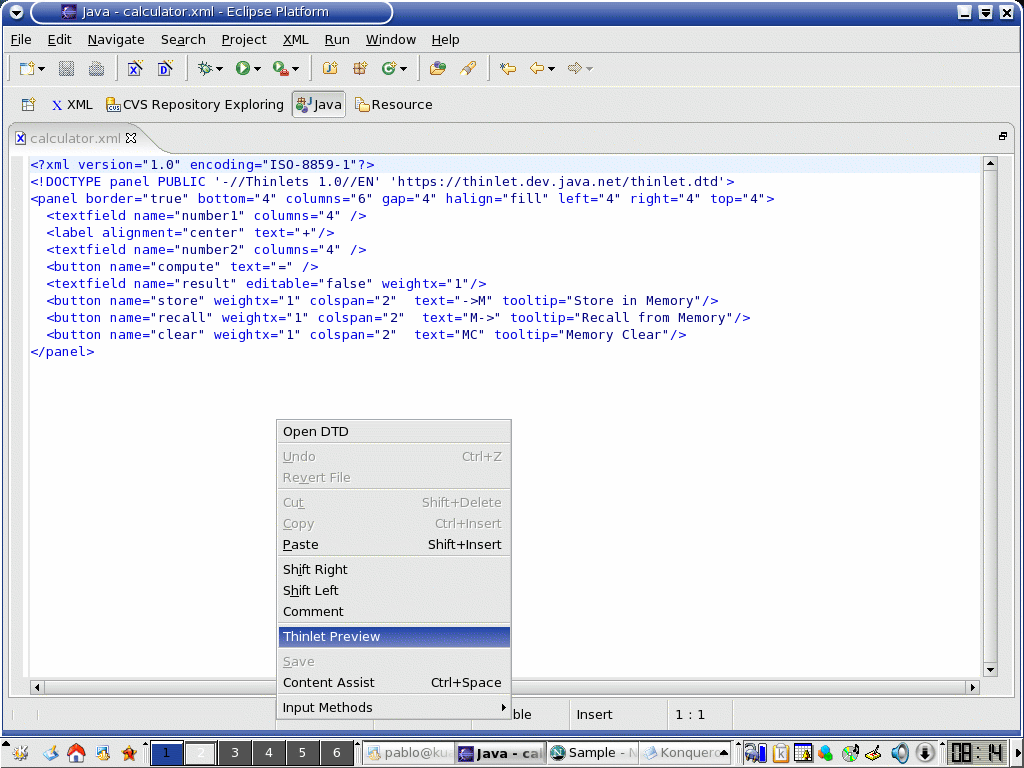 Java - calculator.xml - Eclipse Platform
File Edit Navigate Search Project XML Run Window Help
X XML CVS Repository Exploring Java Resource
calculator.xml
<?xml version="1.0" encoding="ISO-8859-1"?>
<!DOCTYPE panel PUBLIC '-//Thinlets 1.0//EN' 'https://thinlet.dev.java.net/thinlet.dtd'>
<panel border="true" bottom="4" columns="6" gap="4" halign="fill" left="4" right="4" top="4">
<textfield name="number1" columns="4" />
<label alignment="center" text="+"/>
<textfield name="number2" columns="4" />
<button name="compute" text="=" />
<textfield name="result" editable="false" weightx="1"/>
<button name="store" weightx="1" colspan="2"  text="->M" tooltip="Store in Memory"/>
<button name="recall" weightx="1" colspan="2"  text="M->" tooltip="Recall from Memory"/>
<button name="clear" weightx="1" colspan="2"  text="MC" tooltip="Memory Clear"/>
</panel>
Open DTD
Undo Ctrl+Z
Revert File
Cut Shift+Delete
Copy Ctrl+Insert
Paste Shift+Insert
Shift Right
Shift Left
Comment
Thinlet Preview
Save
Content Assist Ctrl+Space
Input Methods
ble Insert 1 : 1
1 2 3 4 5 6 pablo@ku Java - cal Sample - N Konquero 08:14